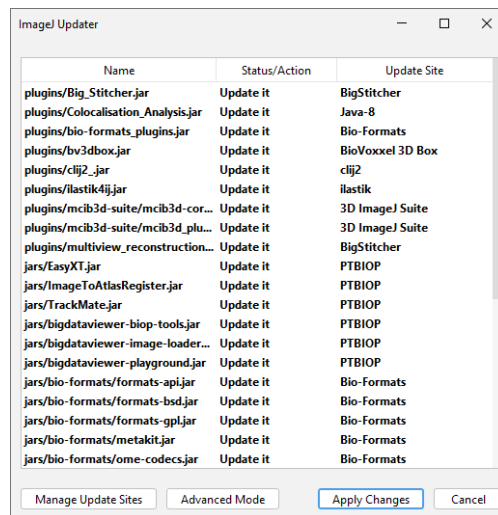 ImageJ Updater
Name Status/Action Update Site
plugins/Big_Stitcher.jar Update it BigStitcher
plugins/Colocalisation_Analysis.jar Update it Java-8
plugins/bio-formats_plugins.jar Update it Bio-Formats
plugins/bv3dbox.jar Update it BioVoxxel 3D Box
plugins/clij2_.jar Update it clij2
plugins/ilastik4ij.jar Update it ilastik
plugins/mcib3d-suite/mcib3d-cor... Update it 3D ImageJ Suite
plugins/mcib3d-suite/mcib3d_plu... Update it 3D ImageJ Suite
plugins/multiview_reconstruction... Update it BigStitcher
jars/EasyXT.jar Update it PTBIOP
jars/ImageToAtlasRegister.jar Update it PTBIOP
jars/TrackMate.jar Update it PTBIOP
jars/bigdataviewer-biop-tools.jar Update it PTBIOP
jars/bigdataviewer-image-loader... Update it PTBIOP
jars/bigdataviewer-playground.jar Update it PTBIOP
jars/bio-formats/formats-api.jar Update it Bio-Formats
jars/bio-formats/formats-bsd.jar Update it Bio-Formats
jars/bio-formats/formats-gpl.jar Update it Bio-Formats
jars/bio-formats/metakit.jar Update it Bio-Formats
jars/bio-formats/ome-codecs.jar Update it Bio-Formats
Manage Update Sites Advanced Mode Apply Changes Cancel